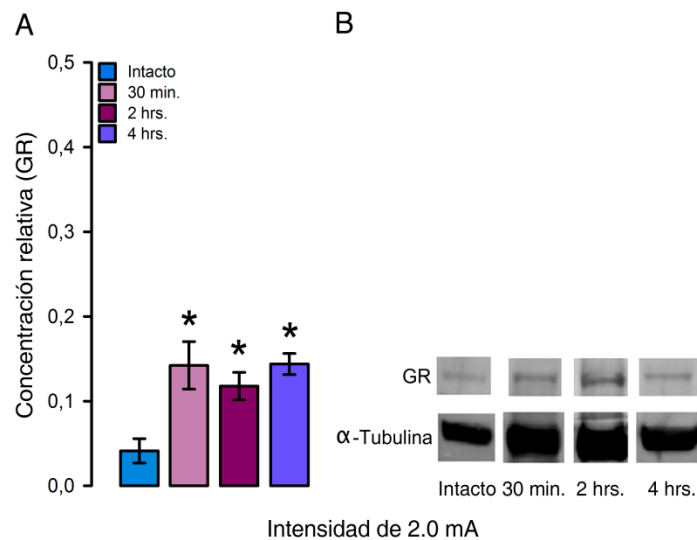 A
B
Concentración relativa (GR)
0,5
0,4
0,3
0,2
0,1
0,0
Intacto
30 min.
2 hrs.
4 hrs.
*
*
*
GR
α-Tubulina
Intacto 30 min. 2 hrs. 4 hrs.
Intensidad de 2.0 mA